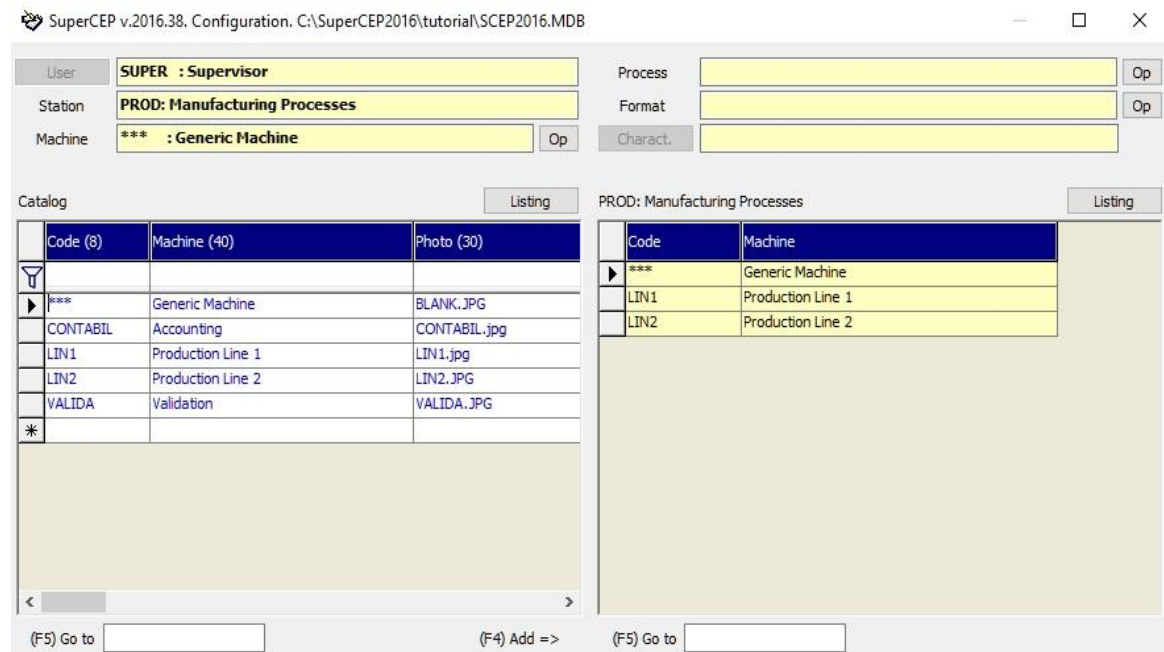 SuperCEP v.2016.38. Configuration. C:\SuperCEP2016\tutorial\SCEP2016.MDB
User SUPER : Supervisor Process Op
Station PROD: Manufacturing Processes Format Op
Machine *** : Generic Machine Op Charact.
Catalog Listing PROD: Manufacturing Processes Listing
Code (8) Machine (40) Photo (30) Code Machine
*** Generic Machine BLANK.JPG *** Generic Machine
CONTABIL Accounting CONTABIL.jpg LIN1 Production Line 1
LIN1 Production Line 1 LIN1.jpg LIN2 Production Line 2
LIN2 Production Line 2 LIN2.JPG
VALIDA Validation VALIDA.JPG
*
(F5) Go to (F4) Add => (F5) Go to